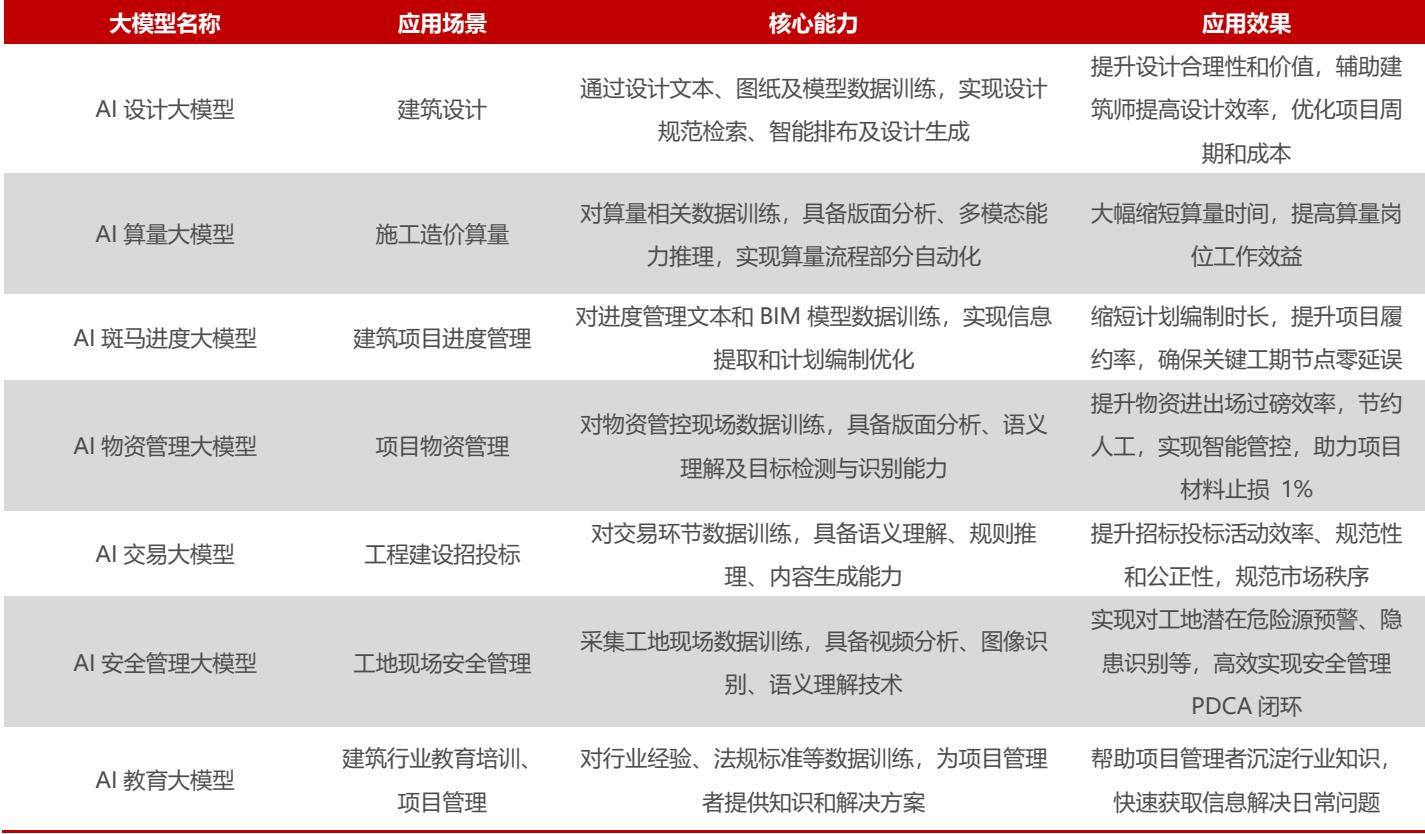 大模型名称 应用场景 核心能力 应用效果
AI 设计大模型
建筑设计
通过设计文本、图纸及模型数据训练，实现设计
规范检索、智能排布及设计生成
提升设计合理性和价值，辅助建
筑师提高设计效率，优化项目周
期和成本
AI 算量大模型
施工造价算量
对算量相关数据训练，具备版面分析、多模态能
力推理，实现算量流程部分自动化
大幅缩短算量时间，提高算量岗
位工作效益
AI 斑马进度大模型
建筑项目进度管理
对进度管理文本和 BIM 模型数据训练，实现信息
提取和计划编制优化
缩短计划编制时长，提升项目履
约率，确保关键工期节点零延误
AI 物资管理大模型
项目物资管理
对物资管控现场数据训练，具备版面分析、语义
理解及目标检测与识别能力
提升物资进出场过磅效率，节约
人工，实现智能管控，助力项目
材料止损 1%
AI 交易大模型
工程建设招投标
对交易环节数据训练，具备语义理解、规则推
理、内容生成能力
提升招标投标活动效率、规范性
和公正性，规范市场秩序
AI 安全管理大模型
工地现场安全管理
采集工地现场数据训练，具备视频分析、图像识
别、语义理解技术
实现对工地潜在危险源预警、隐
患识别等，高效实现安全管理
PDCA 闭环
AI 教育大模型
建筑行业教育培训、
项目管理
对行业经验、法规标准等数据训练，为项目管理
者提供知识和解决方案
帮助项目管理者沉淀行业知识，
快速获取信息解决日常问题